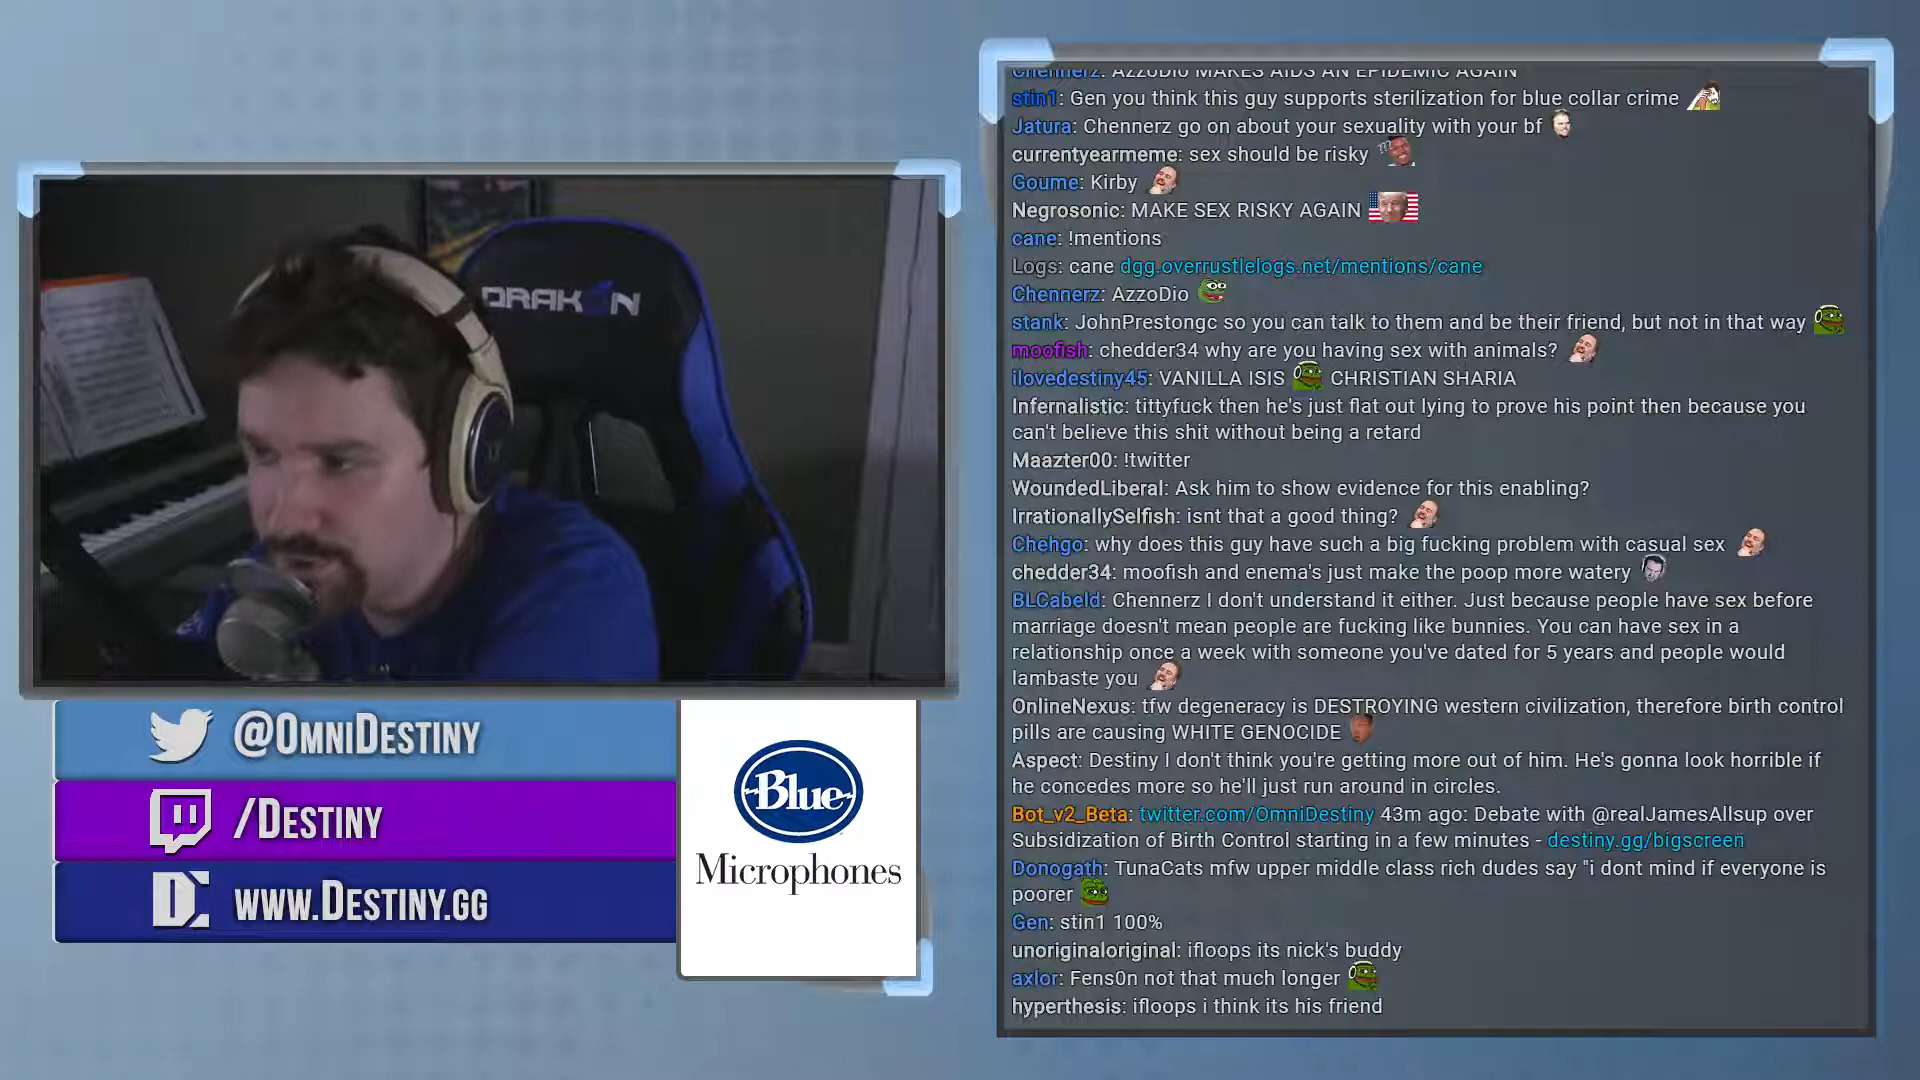 DRAKON
@OMNIDESTINY
/DESTINY
WWW.DESTINY.GG
Blue
Microphones
Chennerz: AzzoDio MAKES AIDS AN EPIDEMIC AGAIN
stin1: Gen you think this guy supports sterilization for blue collar crime
Jatura: Chennerz go on about your sexuality with your bf
currentyearmeme: sex should be risky
Goume: Kirby
Negrosonic: MAKE SEX RISKY AGAIN
cane: !mentions
Logs: cane dgg.overrustlelogs.net/mentions/cane
Chennerz: AzzoDio
stank: JohnPrestongc so you can talk to them and be their friend, but not in that way
moofish: chedder34 why are you having sex with animals?
ilovedestiny45: VANILLA ISIS CHRISTIAN SHARIA
Infernalistic: tittyfuck then he's just flat out lying to prove his point then because you
can't believe this shit without being a retard
Maazter00: !twitter
WoundedLiberal: Ask him to show evidence for this enabling?
IrrationallySelfish: isnt that a good thing?
Chehgo: why does this guy have such a big fucking problem with casual sex
chedder34: moofish and enema's just make the poop more watery
BLCabeld: Chennerz I don't understand it either. Just because people have sex before
marriage doesn't mean people are fucking like bunnies. You can have sex in a
relationship once a week with someone you've dated for 5 years and people would
lambaste you
OnlineNexus: tfw degeneracy is DESTROYING western civilization, therefore birth control
pills are causing WHITE GENOCIDE
Aspect: Destiny I don't think you're getting more out of him. He's gonna look horrible if
he concedes more so he'll just run around in circles.
Bot_v2_Beta: twitter.com/OmniDestiny 43m ago: Debate with @realJamesAllsup over
Subsidization of Birth Control starting in a few minutes - destiny.gg/bigscreen
Donogath: TunaCats mfw upper middle class rich dudes say "i dont mind if everyone is
poorer
Gen: stin1 100%
unoriginaloriginal: ifloops its nick's buddy
axlor: Fens0n not that much longer
hyperthesis: ifloops i think its his friend